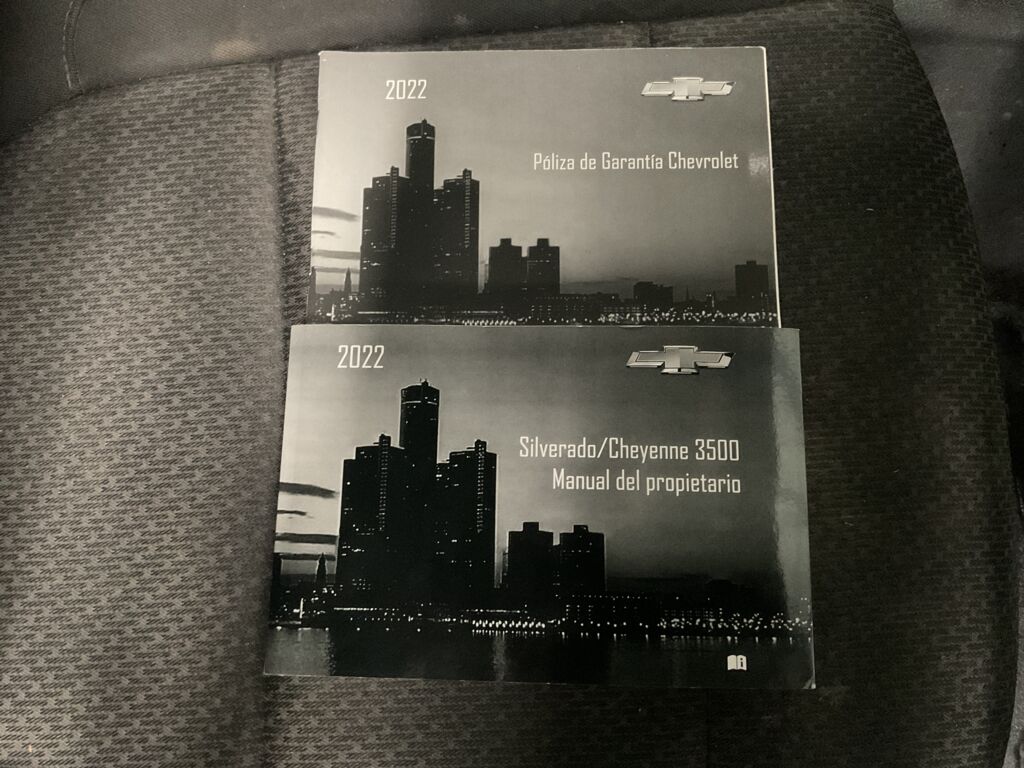 2022
Póliza de Garantía Chevrolet
2022
Silverado/Cheyenne 3500
Manual del propietario